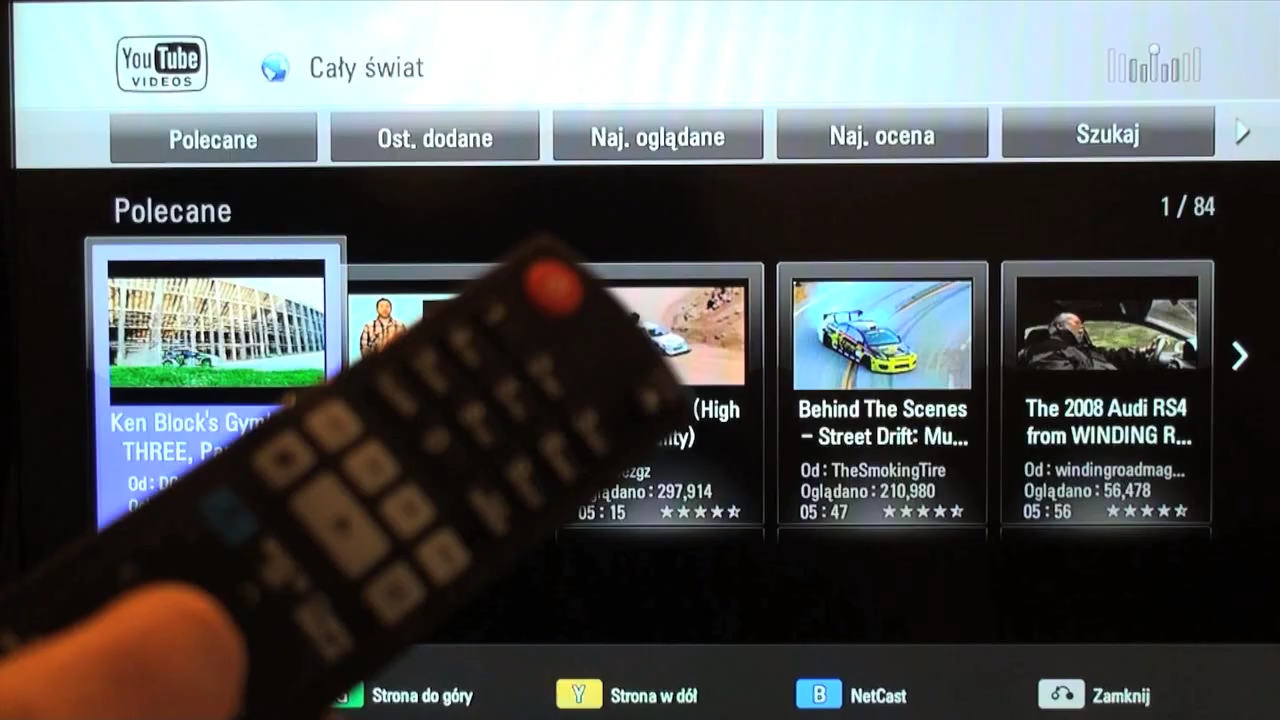 YouTube
VIDEOS
Cały świat
Polecane
Ost. dodane
Naj. oglądane
Naj. ocena
Szukaj
Polecane
1 / 84
Ken Block's
THREE,
Od :
(High
Oglądano : 297,914
05 : 15
Behind The Scenes
– Street Drift: Mu...
Od : TheSmokingTire
Oglądano : 210,980
05 : 47
The 2008 Audi RS4
from WINDING R...
Od : windingroadmag...
Oglądano : 56,478
05 : 56
Strona do góry
Y Strona w dół
B NetCast
Zamknij